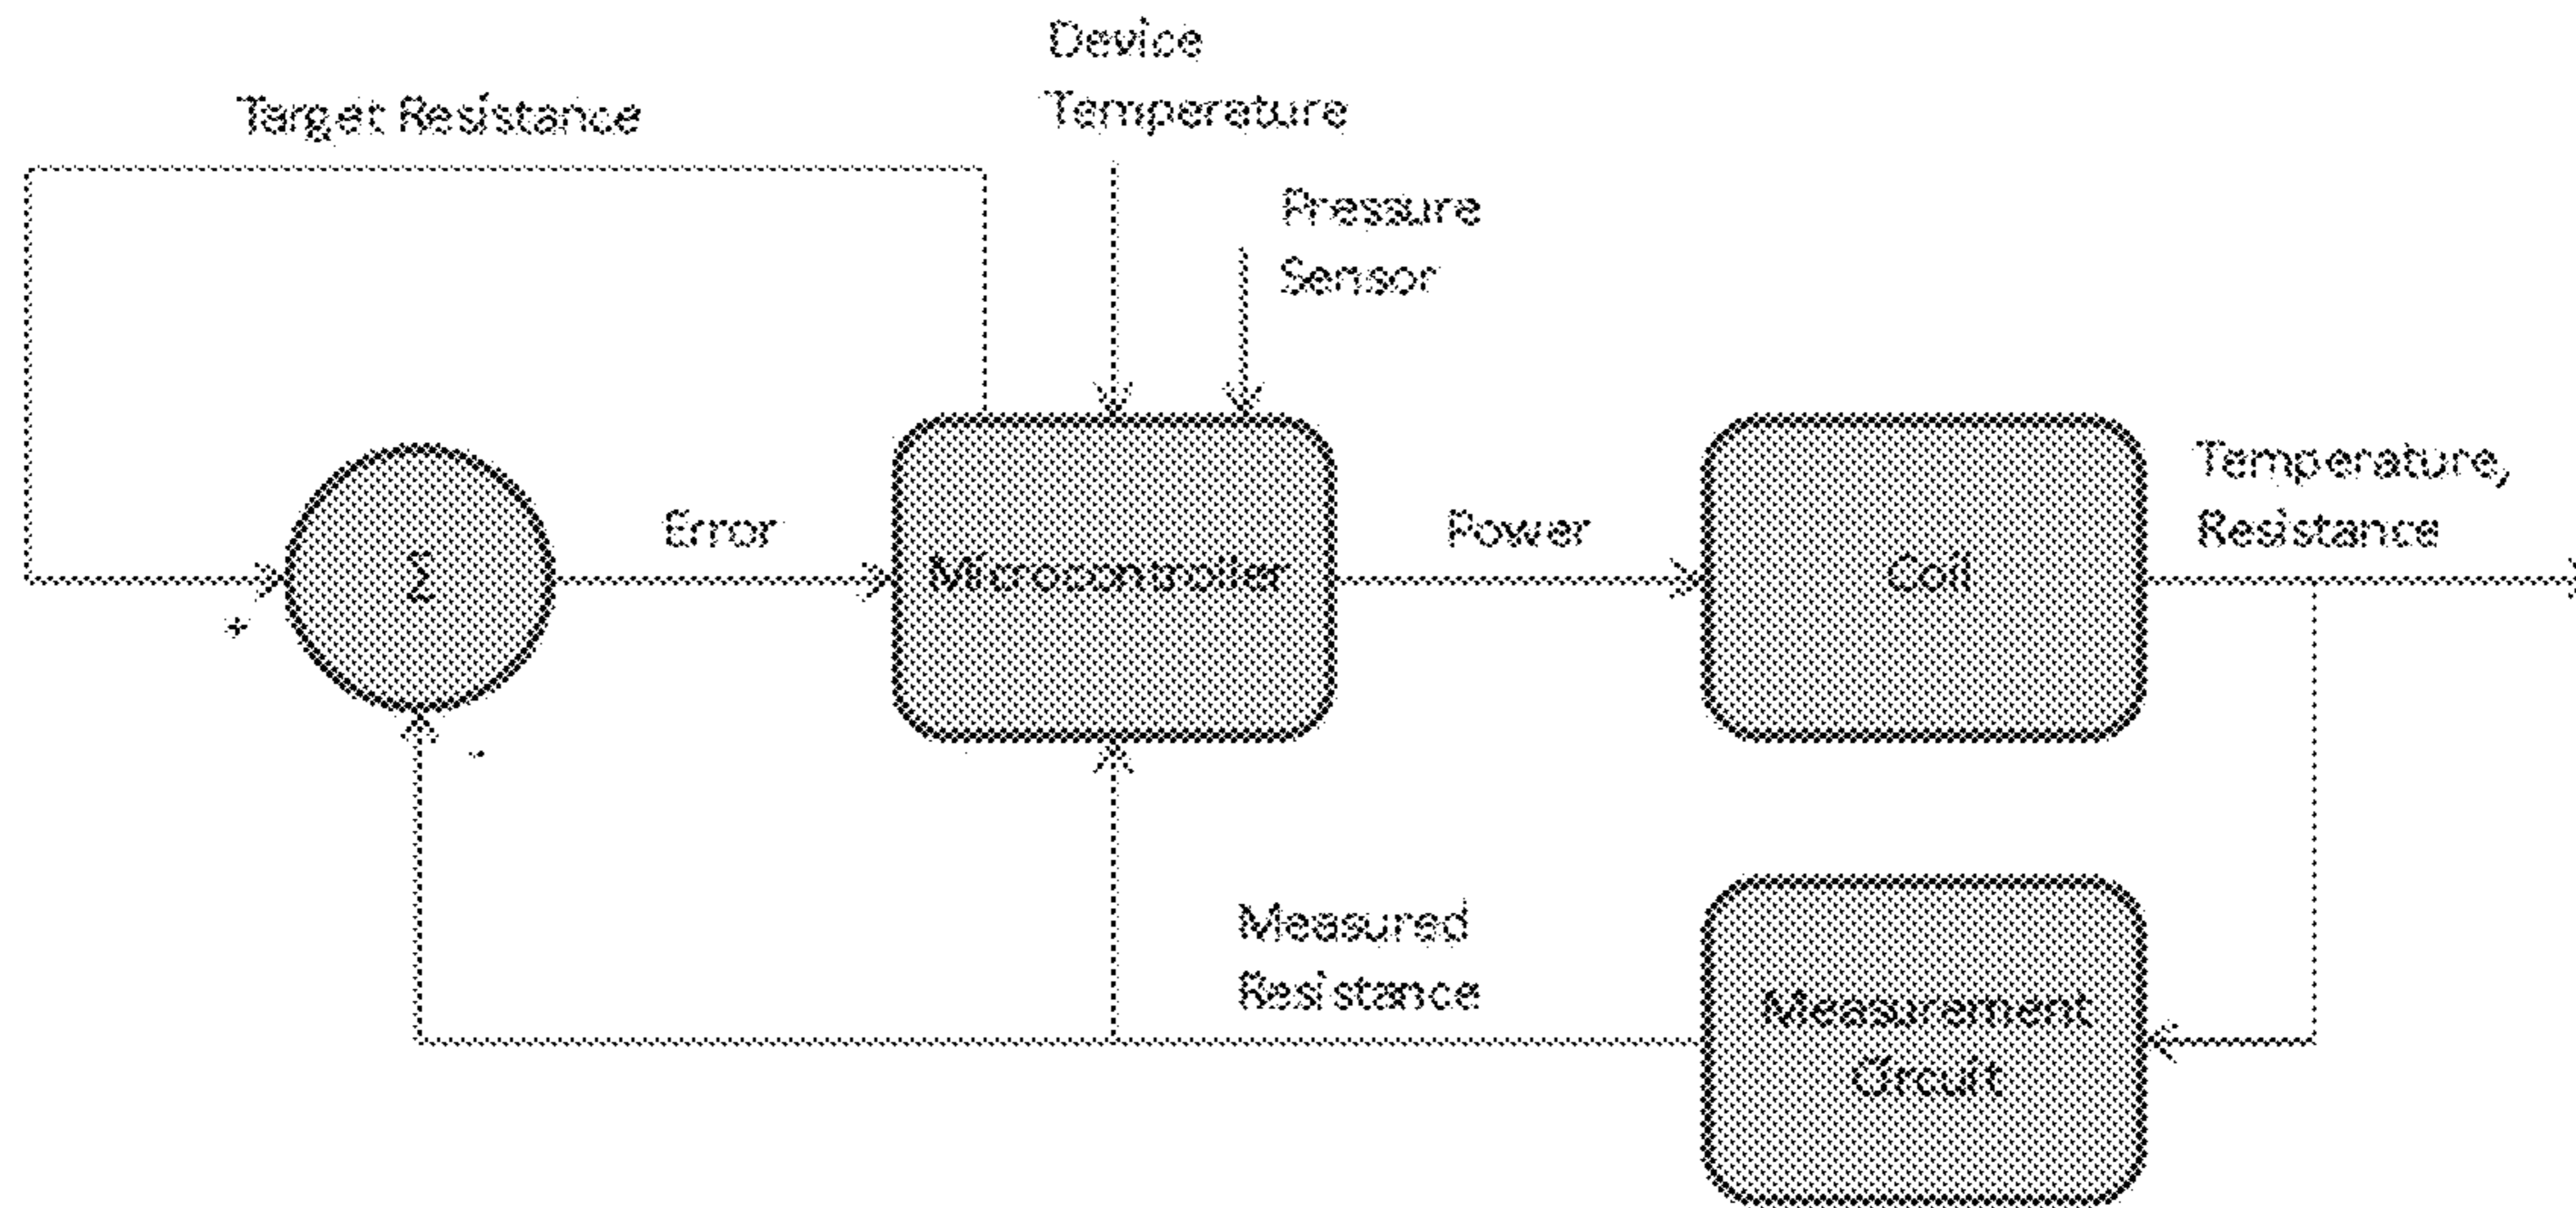 Device
Temperature
Target Resistance
Pressure
Sensor
Temperature,
Resistance
Error
Power
Σ
Microcontroller
Coil
+
-
Measured
Resistance
Measurement
Circuit